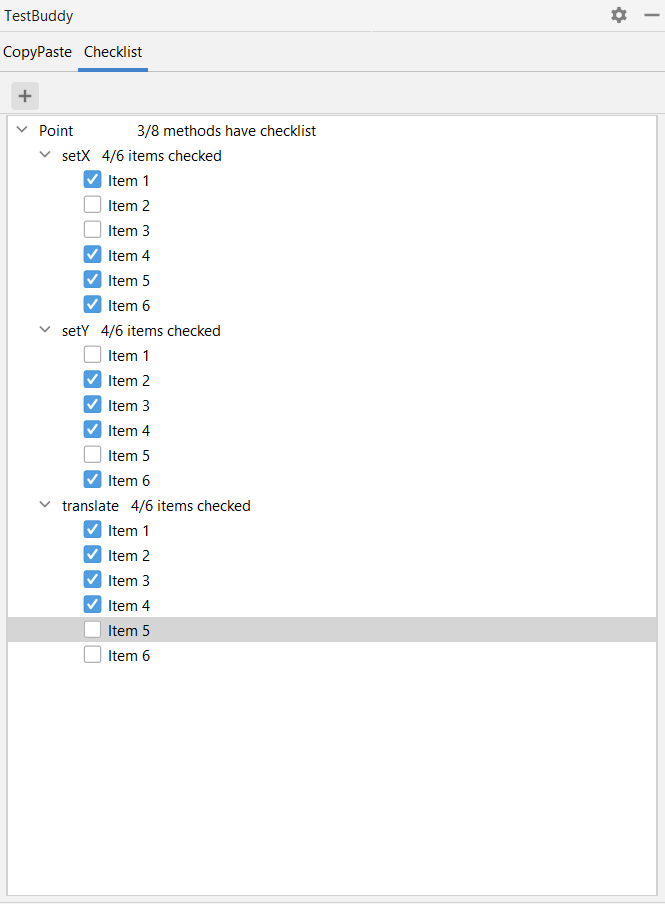 TestBuddy
CopyPaste Checklist
Point 3/8 methods have checklist
setX 4/6 items checked
Item 1
Item 2
Item 3
Item 4
Item 5
Item 6
setY 4/6 items checked
Item 1
Item 2
Item 3
Item 4
Item 5
Item 6
translate 4/6 items checked
Item 1
Item 2
Item 3
Item 4
Item 5
Item 6